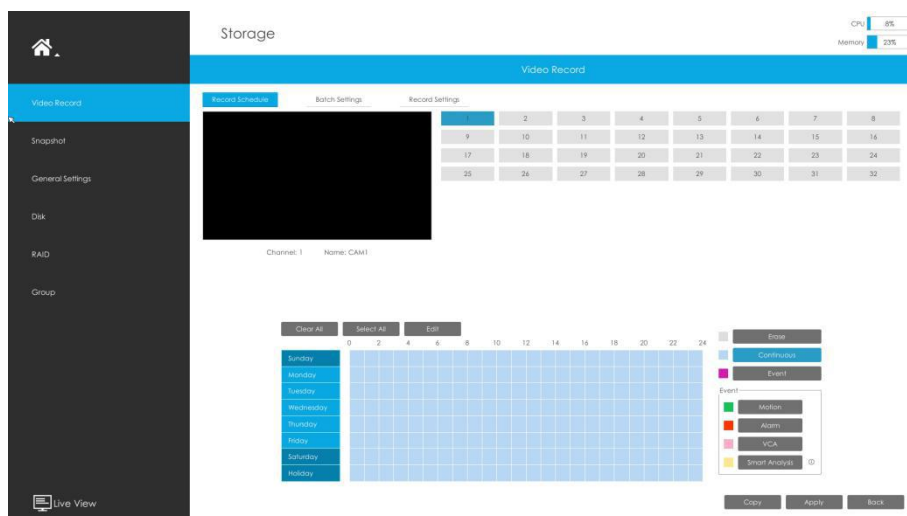 Storage
CPU 8%
Memory 23%
Video Record
Video Record
Snapshot
General Settings
Disk
RAID
Group
Live View
Record Schedule Batch Settings Record Settings
1 2 3 4 5 6 7 8
9 10 11 12 13 14 15 16
17 18 19 20 21 22 23 24
25 26 27 28 29 30 31 32
Channel: 1 Name: CAM1
Clear All Select All Edit
0 2 4 6 8 10 12 14 16 18 20 22 24
Sunday
Monday
Tuesday
Wednesday
Thursday
Friday
Saturday
Holiday
Erase
Continuous
Event
Event
Motion
Alarm
VCA
Smart Analysis
Copy Apply Back